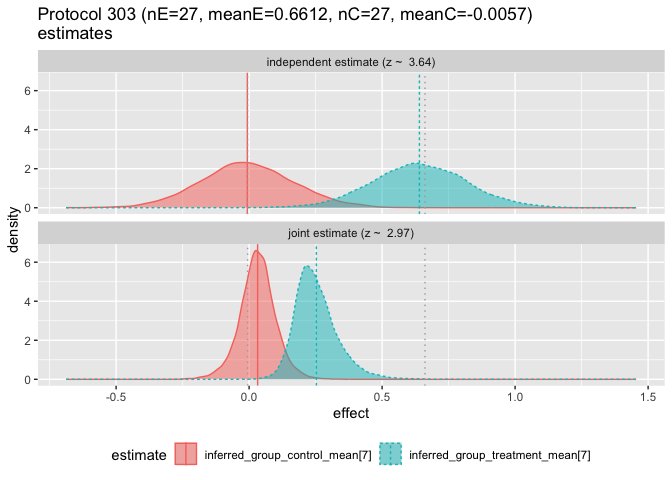 Protocol 303 (nE=27, meanE=0.6612, nC=27, meanC=-0.0057)
estimates
independent estimate (z ~  3.64)
6
4
2
0
joint estimate (z ~  2.97)
6
4
2
0
density
-0.5 0.0 0.5 1.0 1.5
effect
estimate inferred_group_control_mean[7] inferred_group_treatment_mean[7]